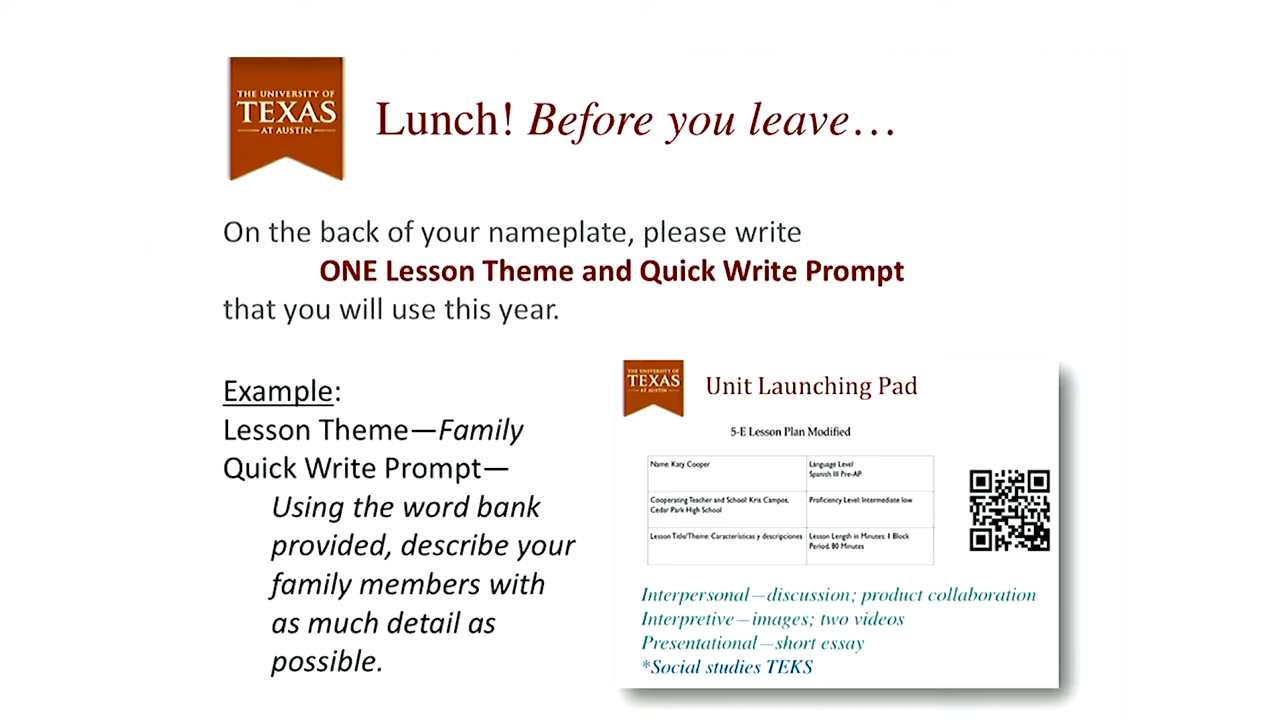 THE UNIVERSITY OF
TEXAS
AT AUSTIN
Lunch! Before you leave…
On the back of your nameplate, please write
ONE Lesson Theme and Quick Write Prompt
that you will use this year.
Example:
Lesson Theme—Family
Quick Write Prompt—
Using the word bank
provided, describe your
family members with
as much detail as
possible.
THE UNIVERSITY OF
TEXAS
AT AUSTIN
Unit Launching Pad
5-E Lesson Plan Modified
Name: Katy Cooper
Language Level
Spanish III Pre-AP
Cooperating Teacher and School: Kris Campos,
Cedar Park High School
Proficiency Level: Intermediate low
Lesson Title/Theme: Características y descripciones
Lesson Length in Minutes: 1 Block
Period, 80 Minutes
Interpersonal—discussion; product collaboration
Interpretive—images; two videos
Presentational—short essay
*Social studies TEKS